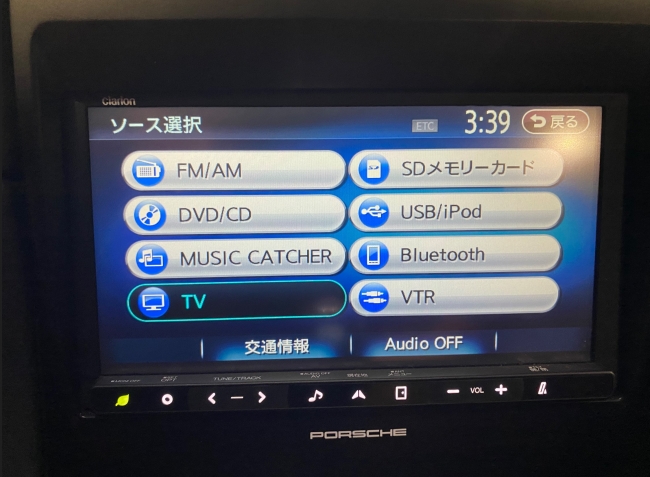 Clarion
ソース選択 ETC 3:39 戻る
FM/AM SDメモリーカード
DVD/CD USB/iPod
MUSIC CATCHER Bluetooth
TV VTR
交通情報 Audio OFF
TUNE/TRACK
VOL
PORSCHE